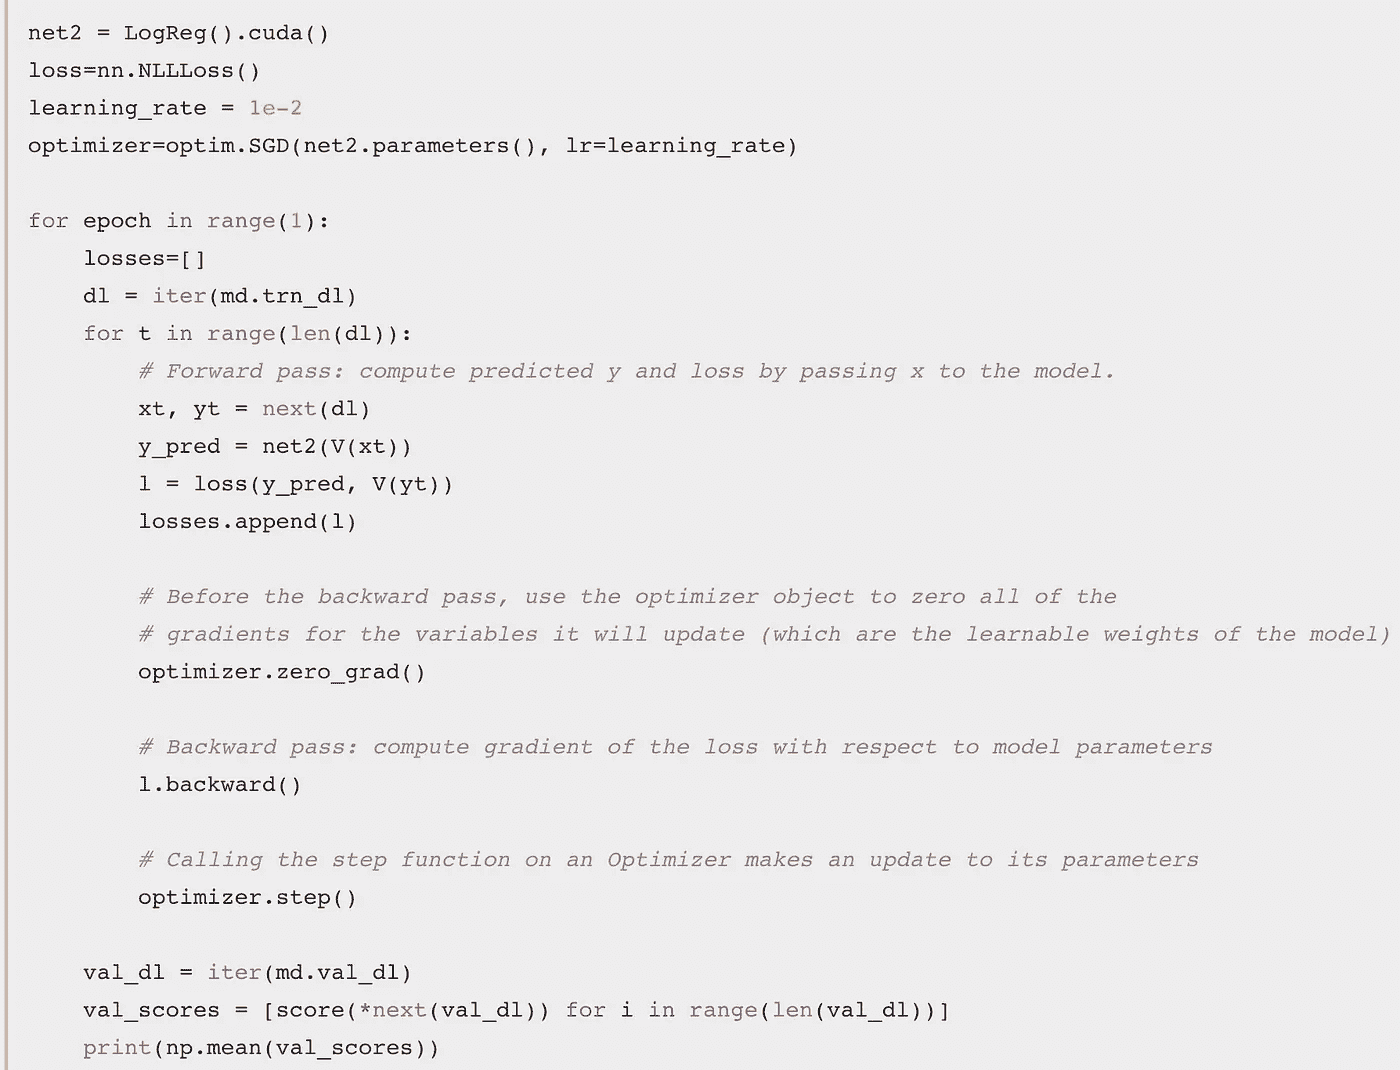 net2 = LogReg().cuda()
loss=nn.NLLLoss()
learning_rate = 1e-2
optimizer=optim.SGD(net2.parameters(), lr=learning_rate)
for epoch in range(1):
    losses=[]
    dl = iter(md.trn_dl)
    for t in range(len(dl)):
        # Forward pass: compute predicted y and loss by passing x to the model.
        xt, yt = next(dl)
        y_pred = net2(V(xt))
        l = loss(y_pred, V(yt))
        losses.append(l)
        # Before the backward pass, use the optimizer object to zero all of the
        # gradients for the variables it will update (which are the learnable weights of the model)
        optimizer.zero_grad()
        # Backward pass: compute gradient of the loss with respect to model parameters
        l.backward()
        # Calling the step function on an Optimizer makes an update to its parameters
        optimizer.step()
    val_dl = iter(md.val_dl)
    val_scores = [score(*next(val_dl)) for i in range(len(val_dl))]
    print(np.mean(val_scores))